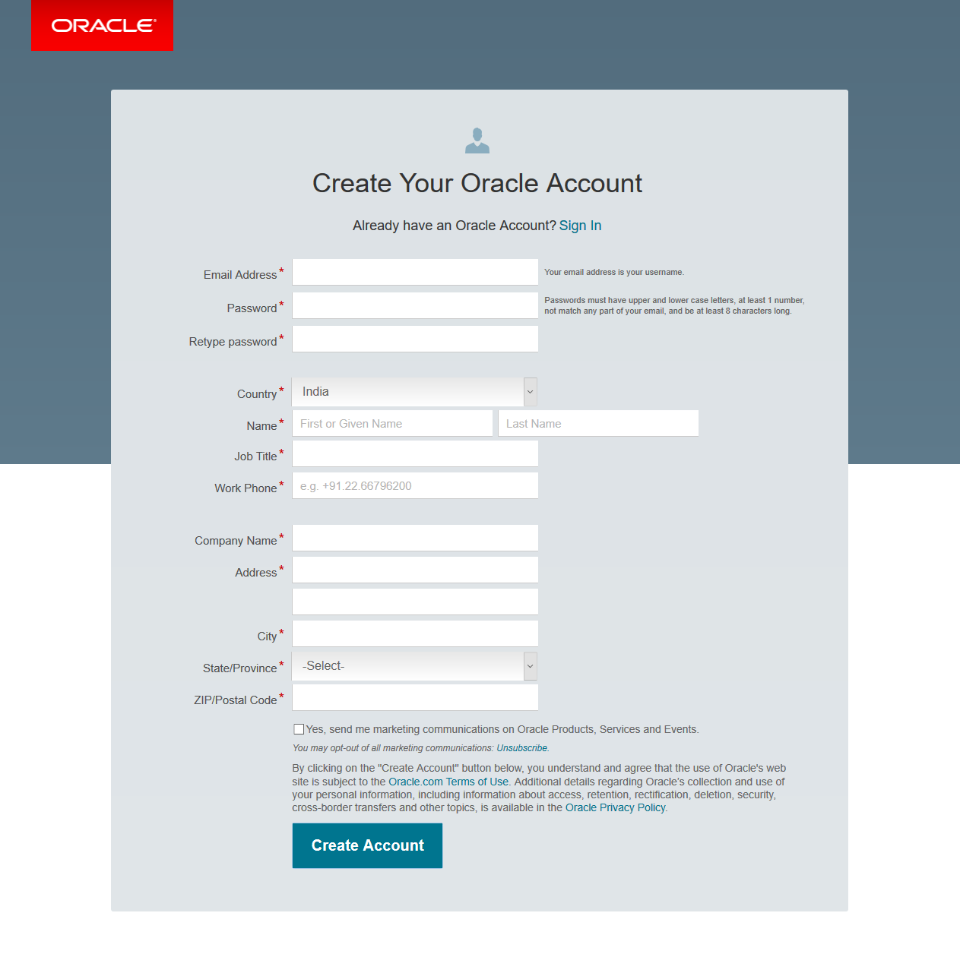 ORACLE
Create Your Oracle Account
Already have an Oracle Account? Sign In
Email Address * Your email address is your username.
Password * Passwords must have upper and lower case letters, at least 1 number,
not match any part of your email, and be at least 8 characters long.
Retype password *
Country * India
Name * First or Given Name Last Name
Job Title *
Work Phone * e.g. +91.22.66796200
Company Name *
Address *
City *
State/Province * -Select-
ZIP/Postal Code *
Yes, send me marketing communications on Oracle Products, Services and Events.
You may opt-out of all marketing communications: Unsubscribe.
By clicking on the "Create Account" button below, you understand and agree that the use of Oracle's web
site is subject to the Oracle.com Terms of Use. Additional details regarding Oracle's collection and use of
your personal information, including information about access, retention, rectification, deletion, security,
cross-border transfers and other topics, is available in the Oracle Privacy Policy.
Create Account